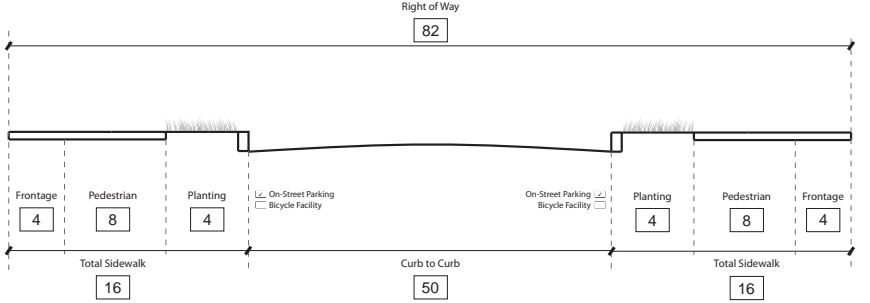 Right of Way
82
Frontage Pedestrian Planting ✓ On-Street Parking On-Street Parking ✓ Planting Pedestrian Frontage
Bicycle Facility Bicycle Facility
4 8 4 4 8 4
Total Sidewalk Curb to Curb Total Sidewalk
16 50 16